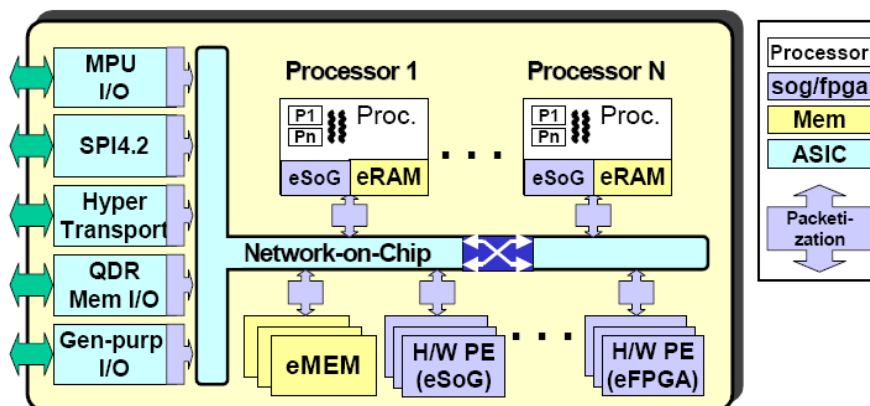 MPU
I/O
SPI4.2
Hyper
Transport
QDR
Mem I/O
Gen-purp
I/O
Processor 1
P1
Pn
Proc.
eSoG
eRAM
. . .
Processor N
P1
Pn
Proc.
eSoG
eRAM
Network-on-Chip
eMEM
H/W PE
(eSoG)
. . .
H/W PE
(eFPGA)
Processor
sog/fpga
Mem
ASIC
Packeti-
zation